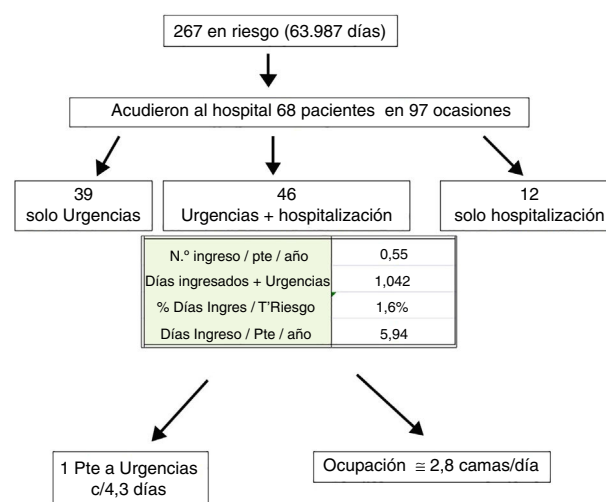 267 en riesgo (63.987 días)
Acudieron al hospital 68 pacientes en 97 ocasiones
39
solo Urgencias
46
Urgencias + hospitalización
12
solo hospitalización
N.º ingreso / pte / año 0,55
Días ingresados + Urgencias 1,042
% Días Ingres / T'Riesgo 1,6%
Días Ingreso / Pte / año 5,94
1 Pte a Urgencias
c/4,3 días
Ocupación ≅ 2,8 camas/día